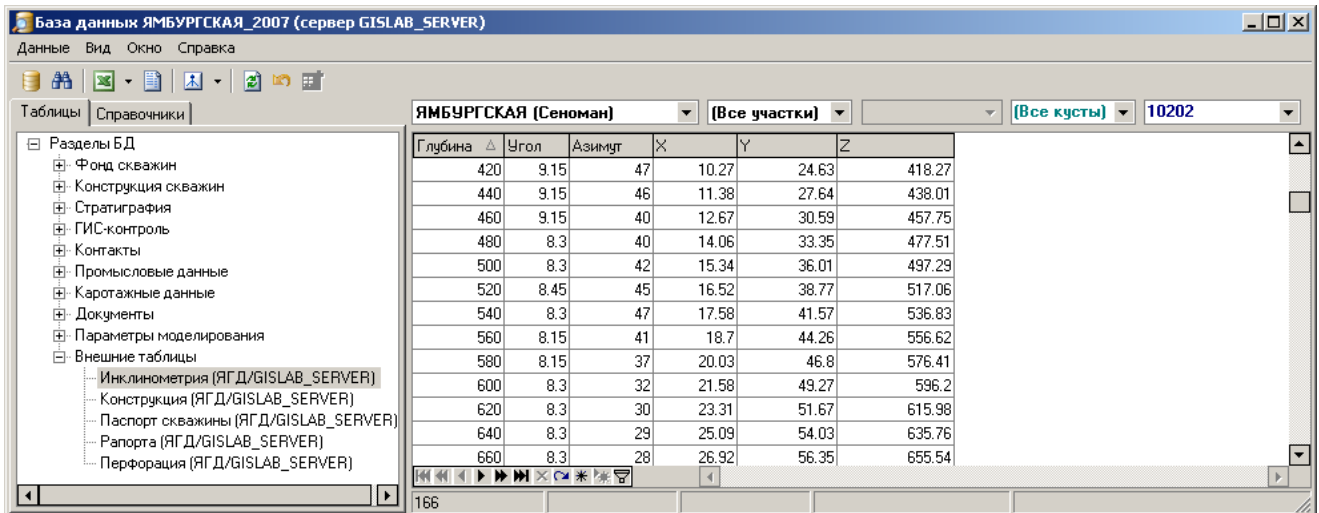 База данных ЯМБУРГСКАЯ_2007 (сервер GISLAB_SERVER)
Данные Вид Окно Справка
Таблицы Справочники
ЯМБУРГСКАЯ (Сеноман) (Все участки) (Все кусты) 10202
Разделы БД
Фонд скважин
Конструкция скважин
Стратиграфия
ГИС-контроль
Контакты
Промысловые данные
Каротажные данные
Документы
Параметры моделирования
Внешние таблицы
Инклинометрия (ЯГД/GISLAB_SERVER)
Конструкция (ЯГД/GISLAB_SERVER)
Паспорт скважины (ЯГД/GISLAB_SERVER)
Рапорта (ЯГД/GISLAB_SERVER)
Перфорация (ЯГД/GISLAB_SERVER)
Глубина Угол Азимут X Y Z
420 9.15 47 10.27 24.63 418.27
440 9.15 46 11.38 27.64 438.01
460 9.15 40 12.67 30.59 457.75
480 8.3 40 14.06 33.35 477.51
500 8.3 42 15.34 36.01 497.29
520 8.45 45 16.52 38.77 517.06
540 8.3 47 17.58 41.57 536.83
560 8.15 41 18.7 44.26 556.62
580 8.15 37 20.03 46.8 576.41
600 8.3 32 21.58 49.27 596.2
620 8.3 30 23.31 51.67 615.98
640 8.3 29 25.09 54.03 635.76
660 8.3 28 26.92 56.35 655.54
166